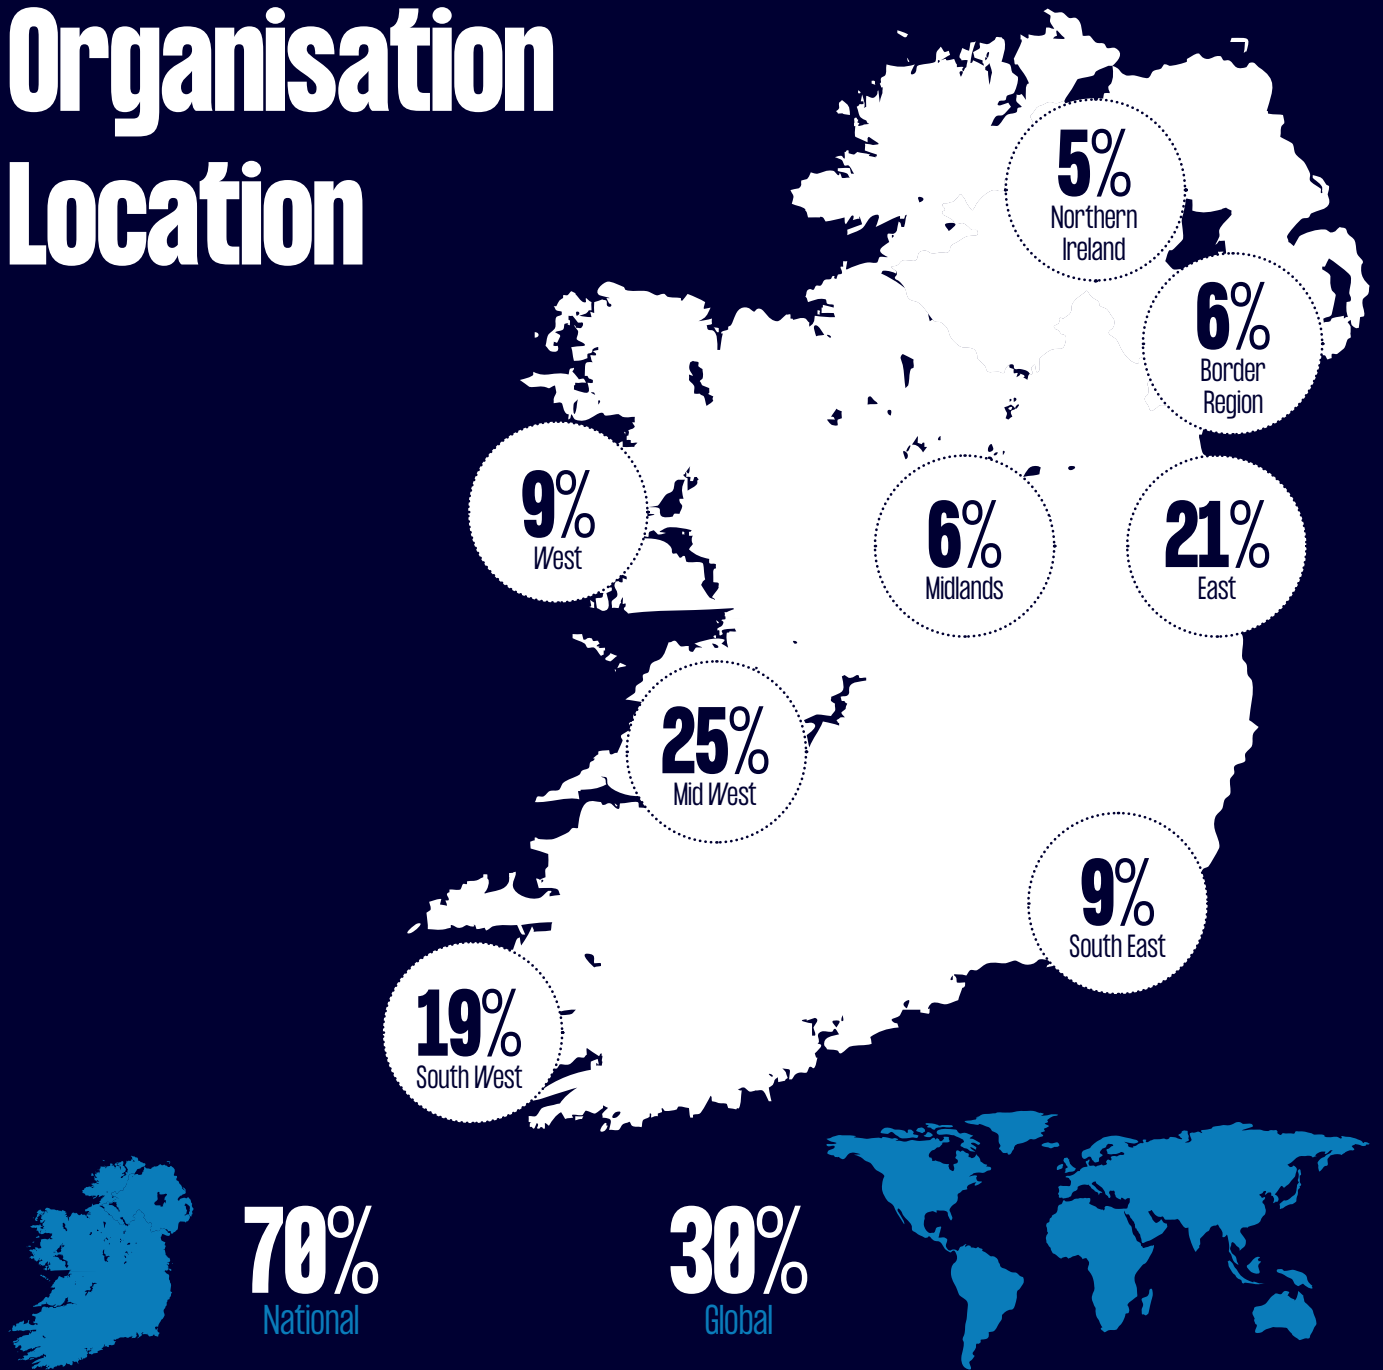 Organisation
Location
5%
Northern
Ireland
6%
Border
Region
9%
West
6%
Midlands
21%
East
25%
Mid West
9%
South East
19%
South West
70%
National
30%
Global